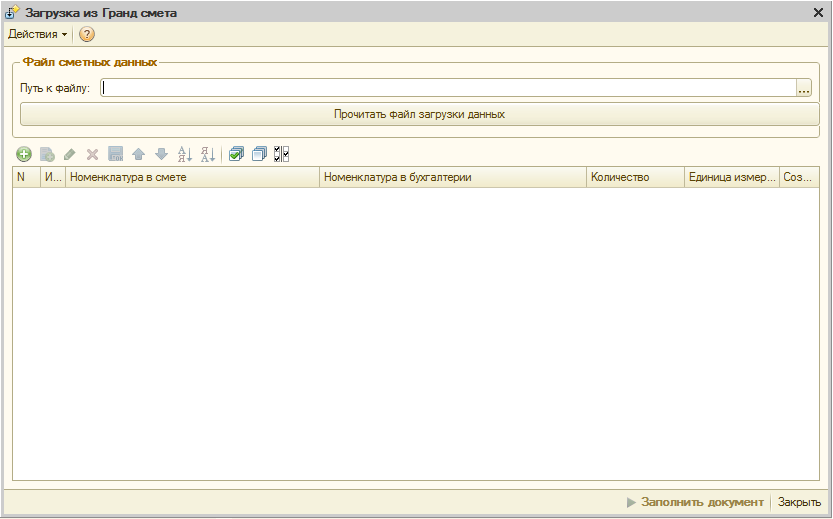 Загрузка из Гранд смета
Действия
Файл сметных данных
Путь к файлу:
Прочитать файл загрузки данных
N И... Номенклатура в смете Номенклатура в бухгалтерии Количество Единица измер... Соз...
Заполнить документ Закрыть